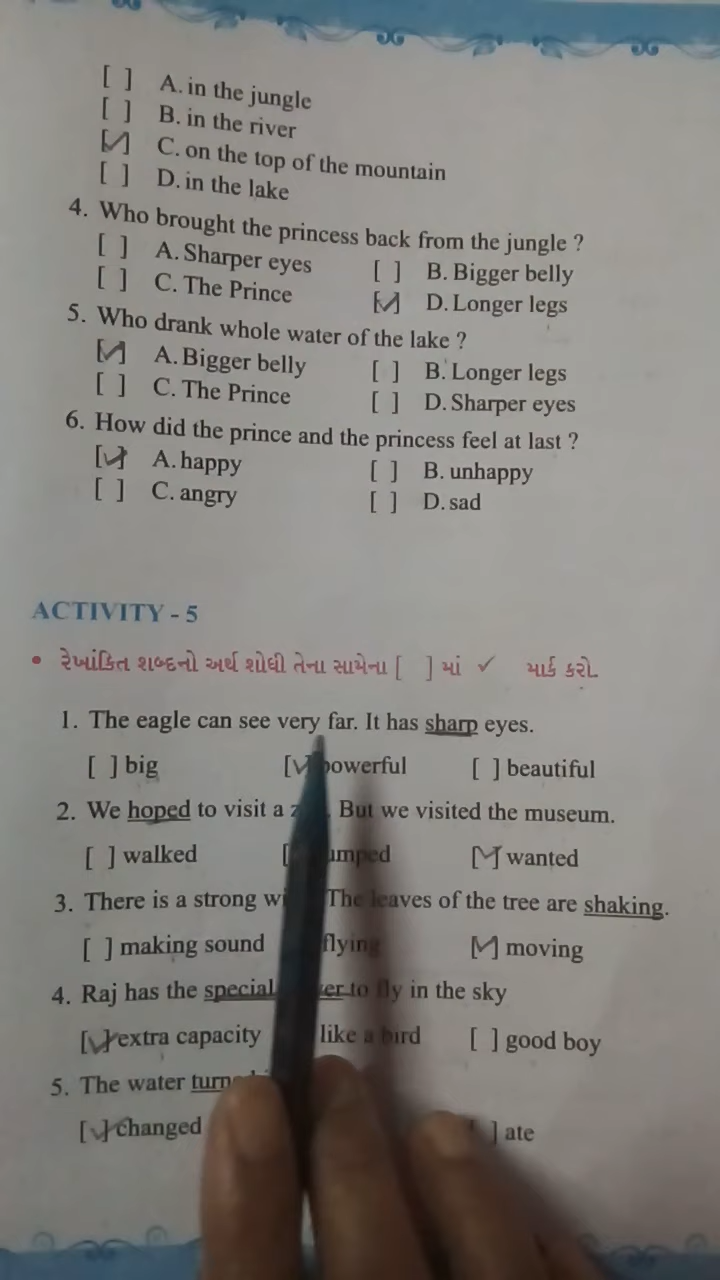 [ ] A. in the jungle
[ ] B. in the river
[✓] C. on the top of the mountain
[ ] D. in the lake
4. Who brought the princess back from the jungle ?
[ ] A. Sharper eyes [ ] B. Bigger belly
[ ] C. The Prince [✓] D. Longer legs
5. Who drank whole water of the lake ?
[✓] A. Bigger belly [ ] B. Longer legs
[ ] C. The Prince [ ] D. Sharper eyes
6. How did the prince and the princess feel at last ?
[✓] A. happy [ ] B. unhappy
[ ] C. angry [ ] D. sad
ACTIVITY - 5
• રેખાંકિત શબ્દનો અર્થ શોધી તેના સામેના [ ] માં ✓ માર્ક કરો.
1. The eagle can see very far. It has sharp eyes.
[ ] big [✓] powerful [ ] beautiful
2. We hoped to visit a But we visited the museum.
[ ] walked [✓] wanted
3. There is a strong The leaves of the tree are shaking.
[ ] making sound flying [✓] moving
4. Raj has the special to fly in the sky
[✓] extra capacity like a bird [ ] good boy
5. The water
[✓] changed [ ] ate